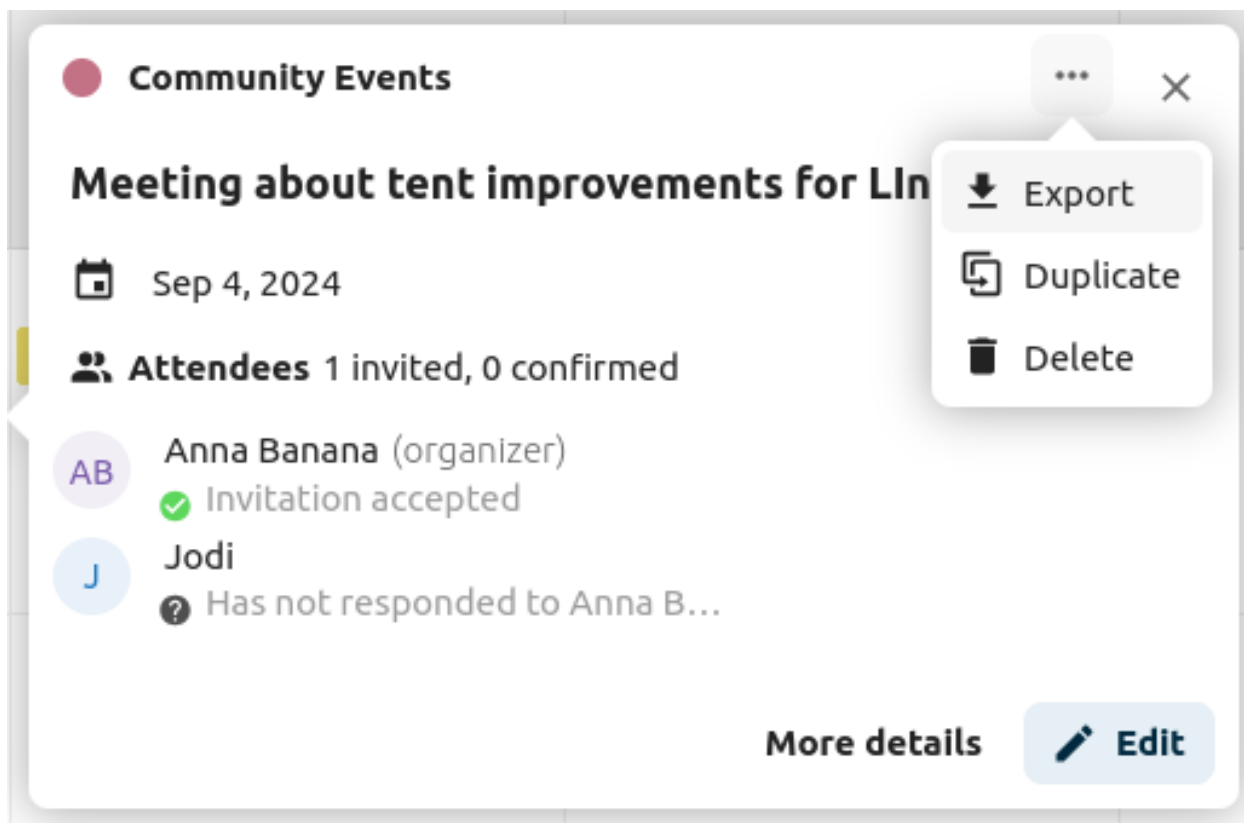 Community Events
Meeting about tent improvements for LIn
Export
Sep 4, 2024
Duplicate
Attendees 1 invited, 0 confirmed
Delete
AB
Anna Banana (organizer)
Invitation accepted
J
Jodi
Has not responded to Anna B...
More details
Edit